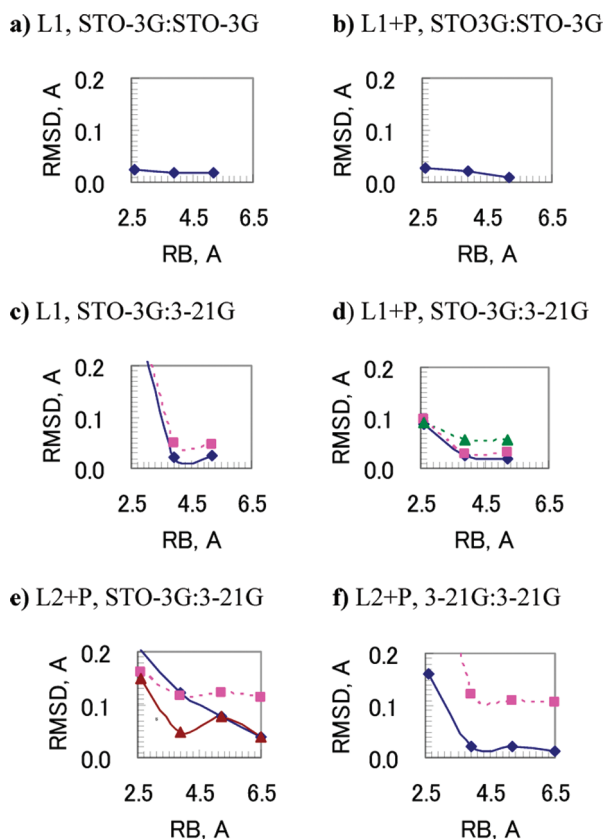 a) L1, STO-3G:STO-3G
b) L1+P, STO3G:STO-3G
RMSD, A
0.2
0.1
0.0
2.5 4.5 6.5
RB, A
RMSD, A
0.2
0.1
0.0
2.5 4.5 6.5
RB, A
c) L1, STO-3G:3-21G
d) L1+P, STO-3G:3-21G
RMSD, A
0.2
0.1
0.0
2.5 4.5 6.5
RB, A
RMSD, A
0.2
0.1
0.0
2.5 4.5 6.5
RB, A
e) L2+P, STO-3G:3-21G
f) L2+P, 3-21G:3-21G
RMSD, A
0.2
0.1
0.0
2.5 4.5 6.5
RB, A
RMSD, A
0.2
0.1
0.0
2.5 4.5 6.5
RB, A